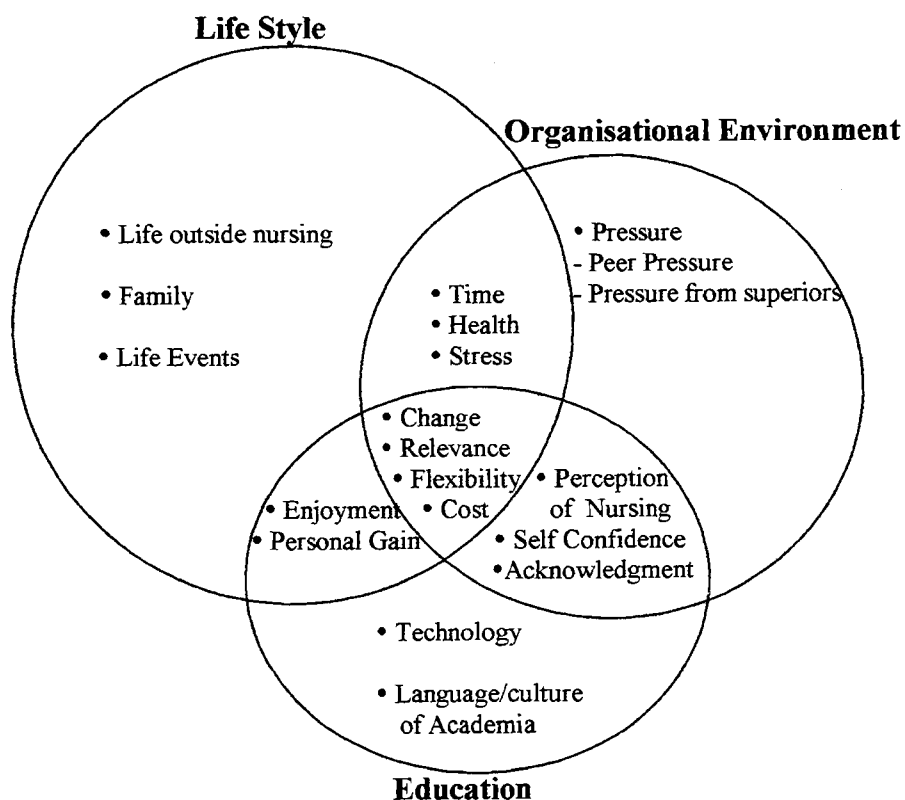 Life Style
Organisational Environment
• Life outside nursing
• Family
• Life Events
• Pressure
- Peer Pressure
- Pressure from superiors
• Time
• Health
• Stress
• Change
• Relevance
• Flexibility
• Cost
• Enjoyment
• Personal Gain
• Perception
of Nursing
• Self Confidence
• Acknowledgment
• Technology
• Language/culture
of Academia
Education